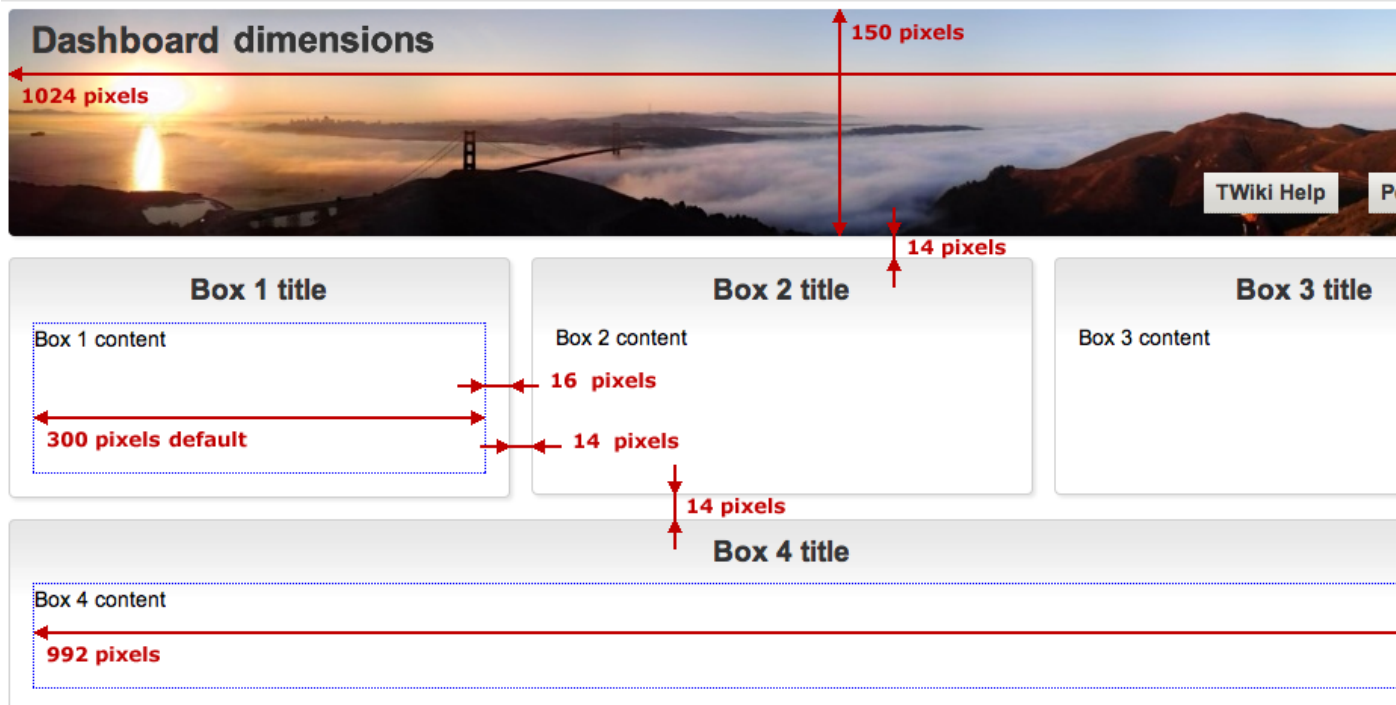 Dashboard dimensions
150 pixels
1024 pixels
TWiki Help
14 pixels
Box 1 title
Box 2 title
Box 3 title
Box 1 content
Box 2 content
Box 3 content
16 pixels
300 pixels default
14 pixels
14 pixels
Box 4 title
Box 4 content
992 pixels